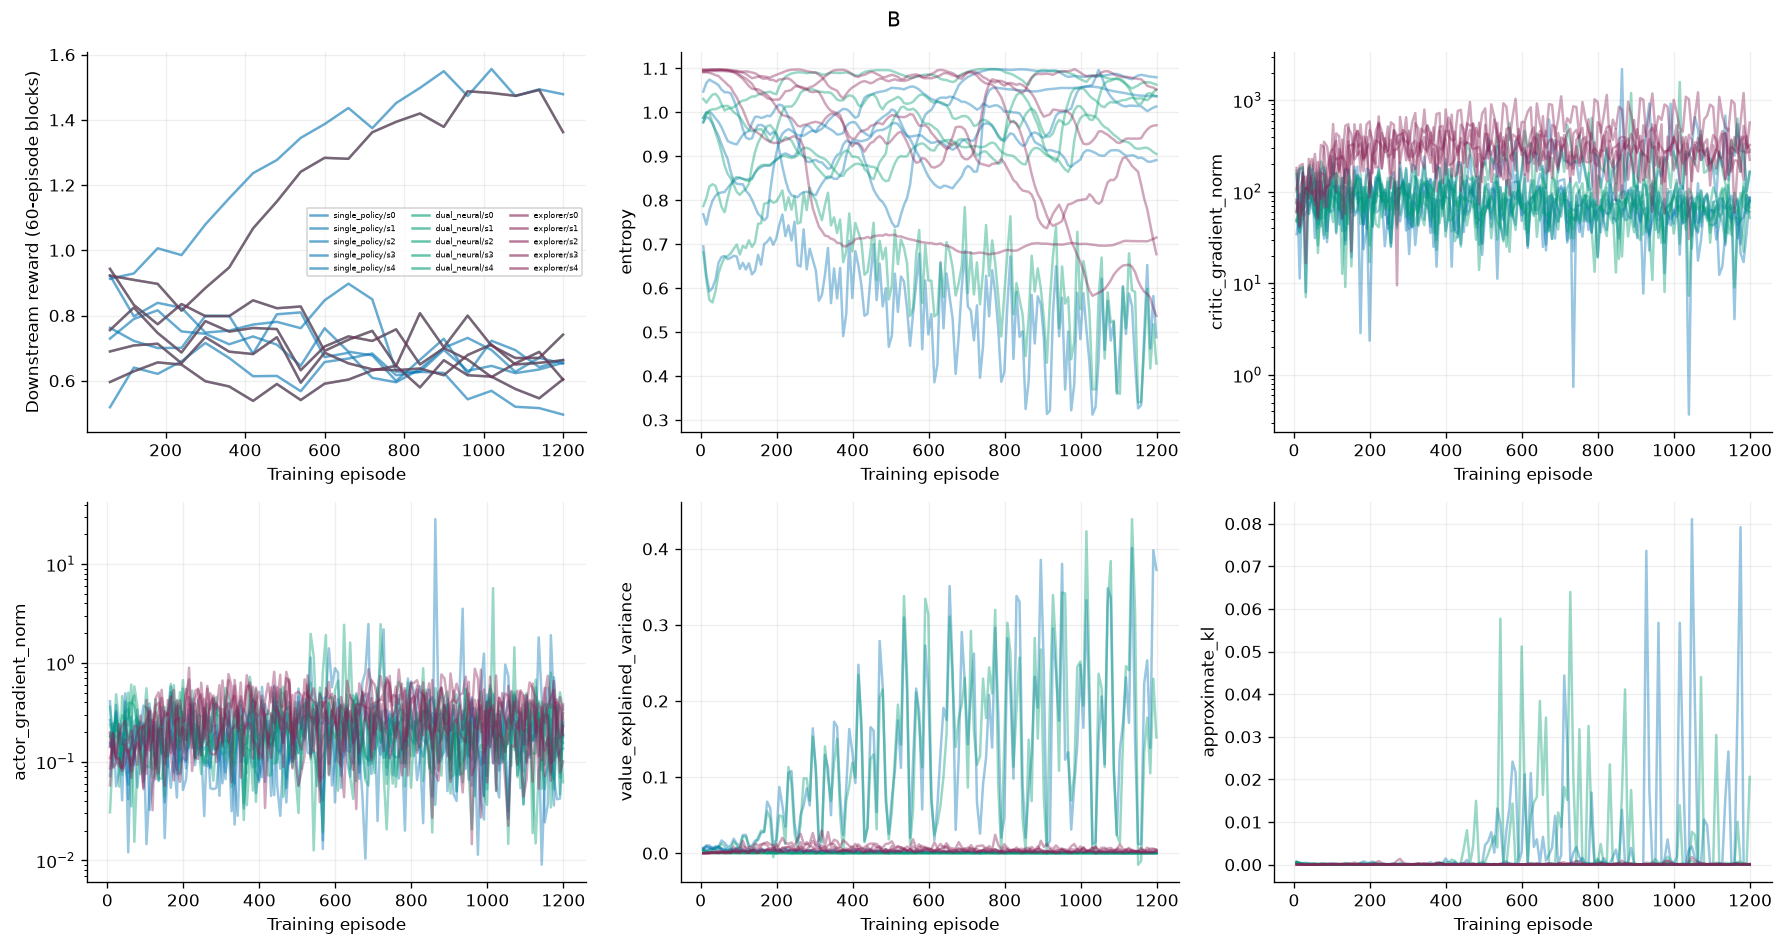 B
Downstream reward (60-episode blocks)
1.6
1.4
1.2
1.0
0.8
0.6
200 400 600 800 1000 1200
Training episode
single_policy/s0 dual_neural/s0 explorer/s0
single_policy/s1 dual_neural/s1 explorer/s1
single_policy/s2 dual_neural/s2 explorer/s2
single_policy/s3 dual_neural/s3 explorer/s3
single_policy/s4 dual_neural/s4 explorer/s4
entropy
1.1
1.0
0.9
0.8
0.7
0.6
0.5
0.4
0.3
0 200 400 600 800 1000 1200
Training episode
critic_gradient_norm
10³
10²
10¹
10⁰
0 200 400 600 800 1000 1200
Training episode
actor_gradient_norm
10¹
10⁰
10⁻¹
10⁻²
0 200 400 600 800 1000 1200
Training episode
value_explained_variance
0.4
0.3
0.2
0.1
0.0
0 200 400 600 800 1000 1200
Training episode
approximate_kl
0.08
0.07
0.06
0.05
0.04
0.03
0.02
0.01
0.00
0 200 400 600 800 1000 1200
Training episode